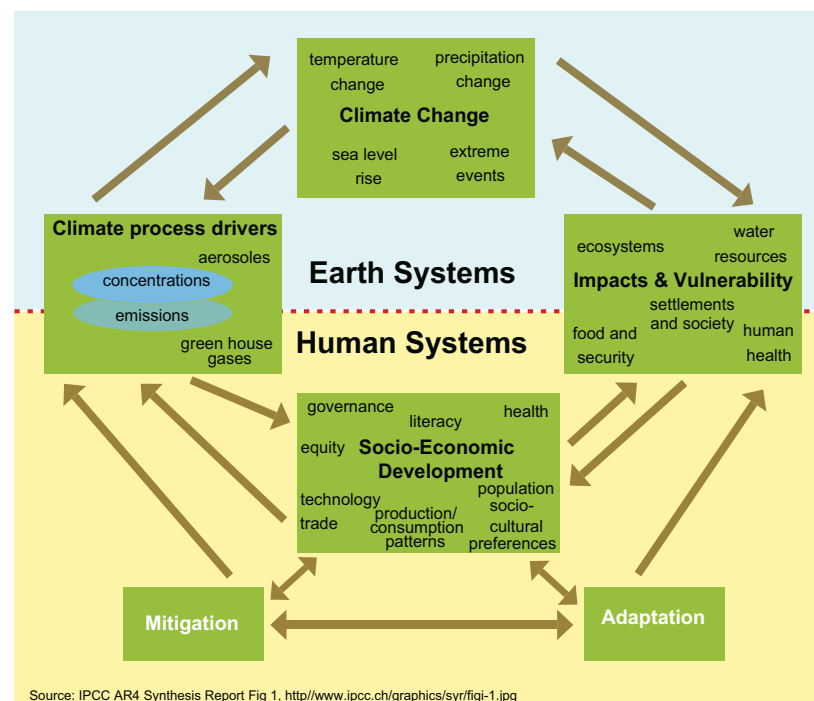 temperature
change
precipitation
change
Climate Change
sea level
rise
extreme
events
Climate process drivers
aerosoles
concentrations
emissions
green house
gases
Earth Systems
Human Systems
ecosystems
water
resources
Impacts & Vulnerability
settlements
and society
food and
security
human
health
governance
literacy
health
equity
Socio-Economic
Development
technology
trade
production/
consumption
patterns
population
socio-
cultural
preferences
Mitigation
Adaptation
Source: IPCC AR4 Synthesis Report Fig 1, http//www.ipcc.ch/graphics/syr/figi-1.jpg